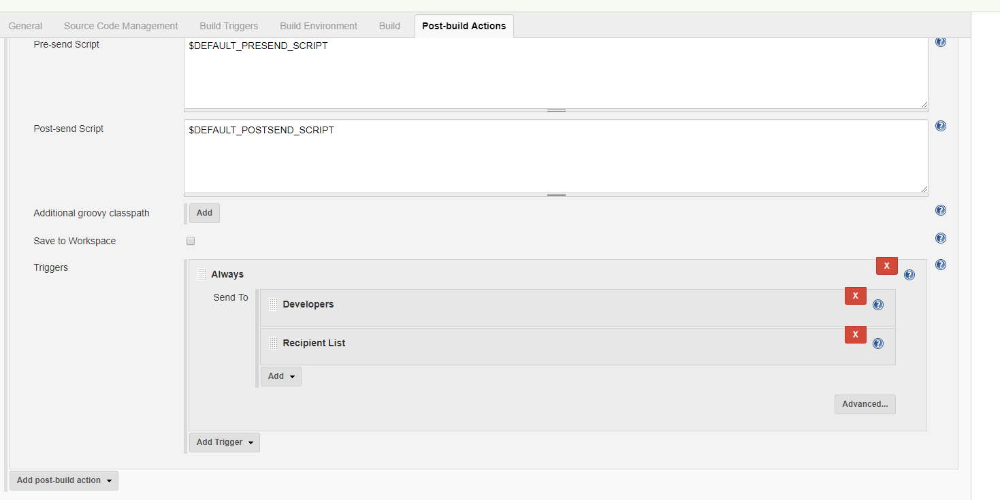 General Source Code Management Build Triggers Build Environment Build Post-build Actions
Pre-send Script
$DEFAULT_PRESEND_SCRIPT
Post-send Script
$DEFAULT_POSTSEND_SCRIPT
Additional groovy classpath
Add
Save to Workspace
Triggers
X
Always
Send To
Developers
X
Recipient List
X
Add
Advanced...
Add Trigger
Add post-build action